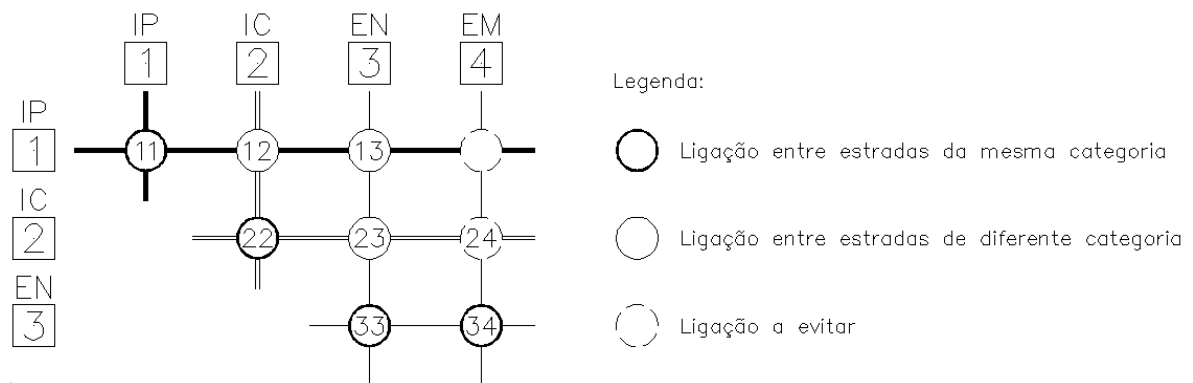 IP IC EN EM
1 2 3 4
Legenda:
IP
1 11 12 13 Ligação entre estradas da mesma categoria
IC
2 22 23 24 Ligação entre estradas de diferente categoria
EN
3 33 34 Ligação a evitar